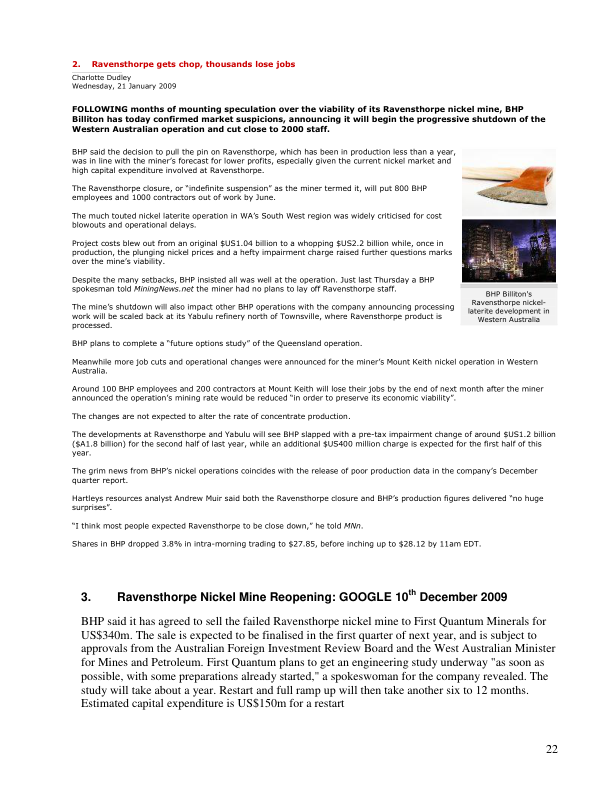 2. Ravensthorpe gets chop, thousands lose jobs
Charlotte Dudley
Wednesday, 21 January 2009
FOLLOWING months of mounting speculation over the viability of its Ravensthorpe nickel mine, BHP
Billiton has today confirmed market suspicions, announcing it will begin the progressive shutdown of the
Western Australian operation and cut close to 2000 staff.
BHP said the decision to pull the pin on Ravensthorpe, which has been in production less than a year,
was in line with the miner's forecast for lower profits, especially given the current nickel market and
high capital expenditure involved at Ravensthorpe.
The Ravensthorpe closure, or "indefinite suspension" as the miner termed it, will put 800 BHP
employees and 1000 contractors out of work by June.
The much touted nickel laterite operation in WA's South West region was widely criticised for cost
blowouts and operational delays.
Project costs blew out from an original $US1.04 billion to a whopping $US2.2 billion while, once in
production, the plunging nickel prices and a hefty impairment charge raised further questions marks
over the mine's viability.
Despite the many setbacks, BHP insisted all was well at the operation. Just last Thursday a BHP
spokesman told MiningNews.net the miner had no plans to lay off Ravensthorpe staff.
The mine's shutdown will also impact other BHP operations with the company announcing processing
work will be scaled back at its Yabulu refinery north of Townsville, where Ravensthorpe product is
processed.
BHP Billiton's
Ravensthorpe nickel-
laterite development in
Western Australia
BHP plans to complete a "future options study" of the Queensland operation.
Meanwhile more job cuts and operational changes were announced for the miner's Mount Keith nickel operation in Western
Australia.
Around 100 BHP employees and 200 contractors at Mount Keith will lose their jobs by the end of next month after the miner
announced the operation's mining rate would be reduced "in order to preserve its economic viability".
The changes are not expected to alter the rate of concentrate production.
The developments at Ravensthorpe and Yabulu will see BHP slapped with a pre-tax impairment change of around $US1.2 billion
($A1.8 billion) for the second half of last year, while an additional $US400 million charge is expected for the first half of this
year.
The grim news from BHP's nickel operations coincides with the release of poor production data in the company's December
quarter report.
Hartleys resources analyst Andrew Muir said both the Ravensthorpe closure and BHP's production figures delivered "no huge
surprises".
"I think most people expected Ravensthorpe to be close down," he told MNn.
Shares in BHP dropped 3.8% in intra-morning trading to $27.85, before inching up to $28.12 by 11am EDT.
3. Ravensthorpe Nickel Mine Reopening: GOOGLE 10th December 2009
BHP said it has agreed to sell the failed Ravensthorpe nickel mine to First Quantum Minerals for
US$340m. The sale is expected to be finalised in the first quarter of next year, and is subject to
approvals from the Australian Foreign Investment Review Board and the West Australian Minister
for Mines and Petroleum. First Quantum plans to get an engineering study underway "as soon as
possible, with some preparations already started," a spokeswoman for the company revealed. The
study will take about a year. Restart and full ramp up will then take another six to 12 months.
Estimated capital expenditure is US$150m for a restart
22